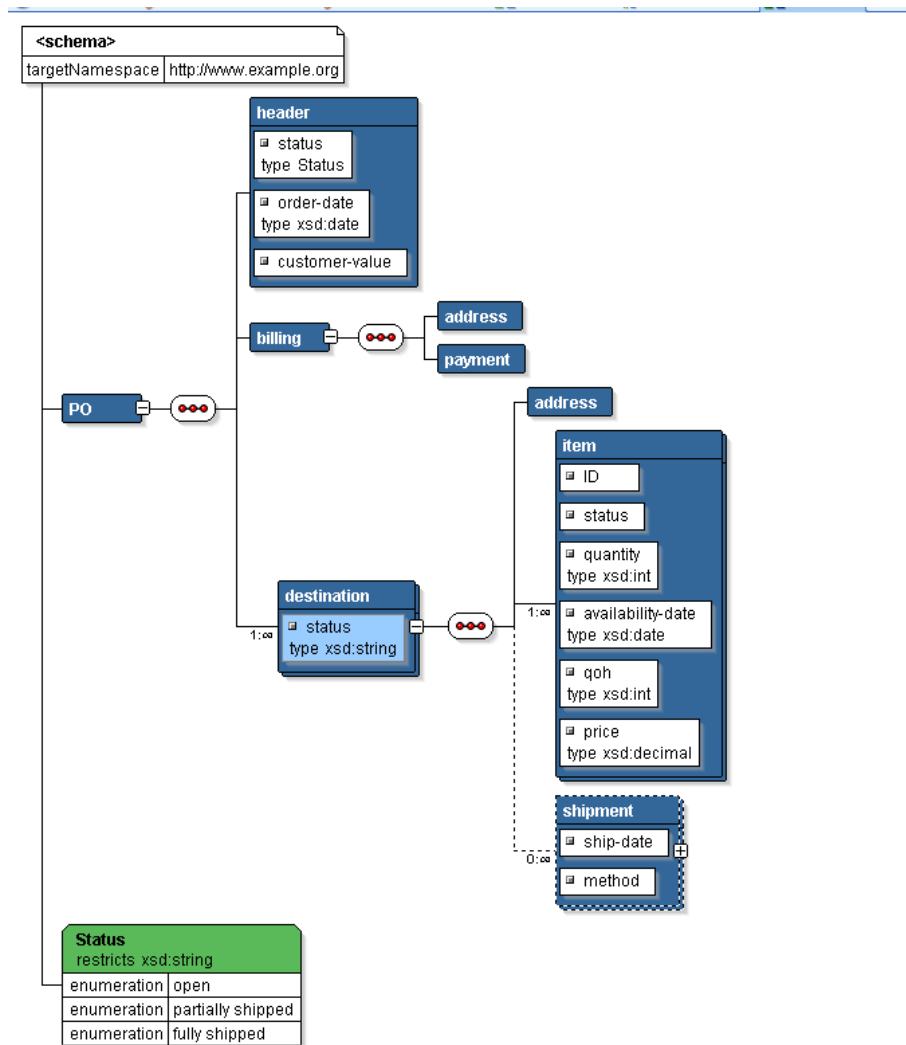 <schema>
targetNamespace http://www.example.org
header
status
type Status
order-date
type xsd:date
customer-value
billing
address
payment
PO
address
item
ID
status
quantity
type xsd:int
1:∞
availability-date
type xsd:date
qoh
type xsd:int
price
type xsd:decimal
destination
1:∞
status
type xsd:string
shipment
0:∞
ship-date
method
Status
restricts xsd:string
enumeration open
enumeration partially shipped
enumeration fully shipped